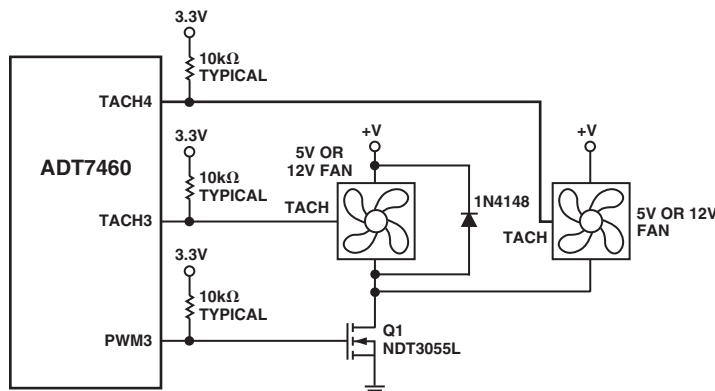 3.3V
10kΩ
TYPICAL
TACH4
ADT7460
3.3V
10kΩ
TYPICAL
TACH3
5V OR
12V FAN
+V
TACH
1N4148
+V
TACH
5V OR 12V
FAN
3.3V
10kΩ
TYPICAL
PWM3
Q1
NDT3055L